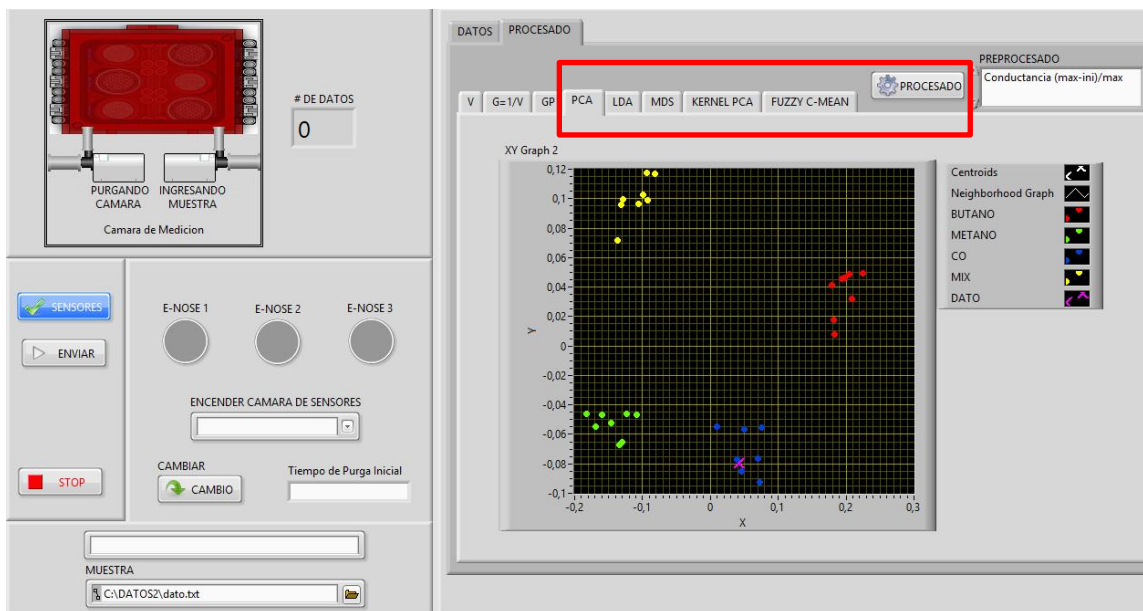 # DE DATOS
0
PURGANDO CAMARA
INGRESANDO MUESTRA
Camara de Medicion
SENSORES
ENVIAR
STOP
E-NOSE 1
E-NOSE 2
E-NOSE 3
ENCENDER CAMARA DE SENSORES
CAMBIAR
CAMBIO
Tiempo de Purga Inicial
MUESTRA
C:\DATOS2\dato.txt
DATOS
PROCESADO
PREPROCESADO
PROCESADO
Conductancia (max-ini)/max
V
G=1/V
GP
PCA
LDA
MDS
KERNEL PCA
FUZZY C-MEAN
XY Graph 2
0,12
0,1
0,08
0,06
0,04
0,02
0
-0,02
-0,04
-0,06
-0,08
-0,1
Y
-0,2
-0,1
0
0,1
0,2
0,3
X
Centroids
Neighborhood Graph
BUTANO
METANO
CO
MIX
DATO